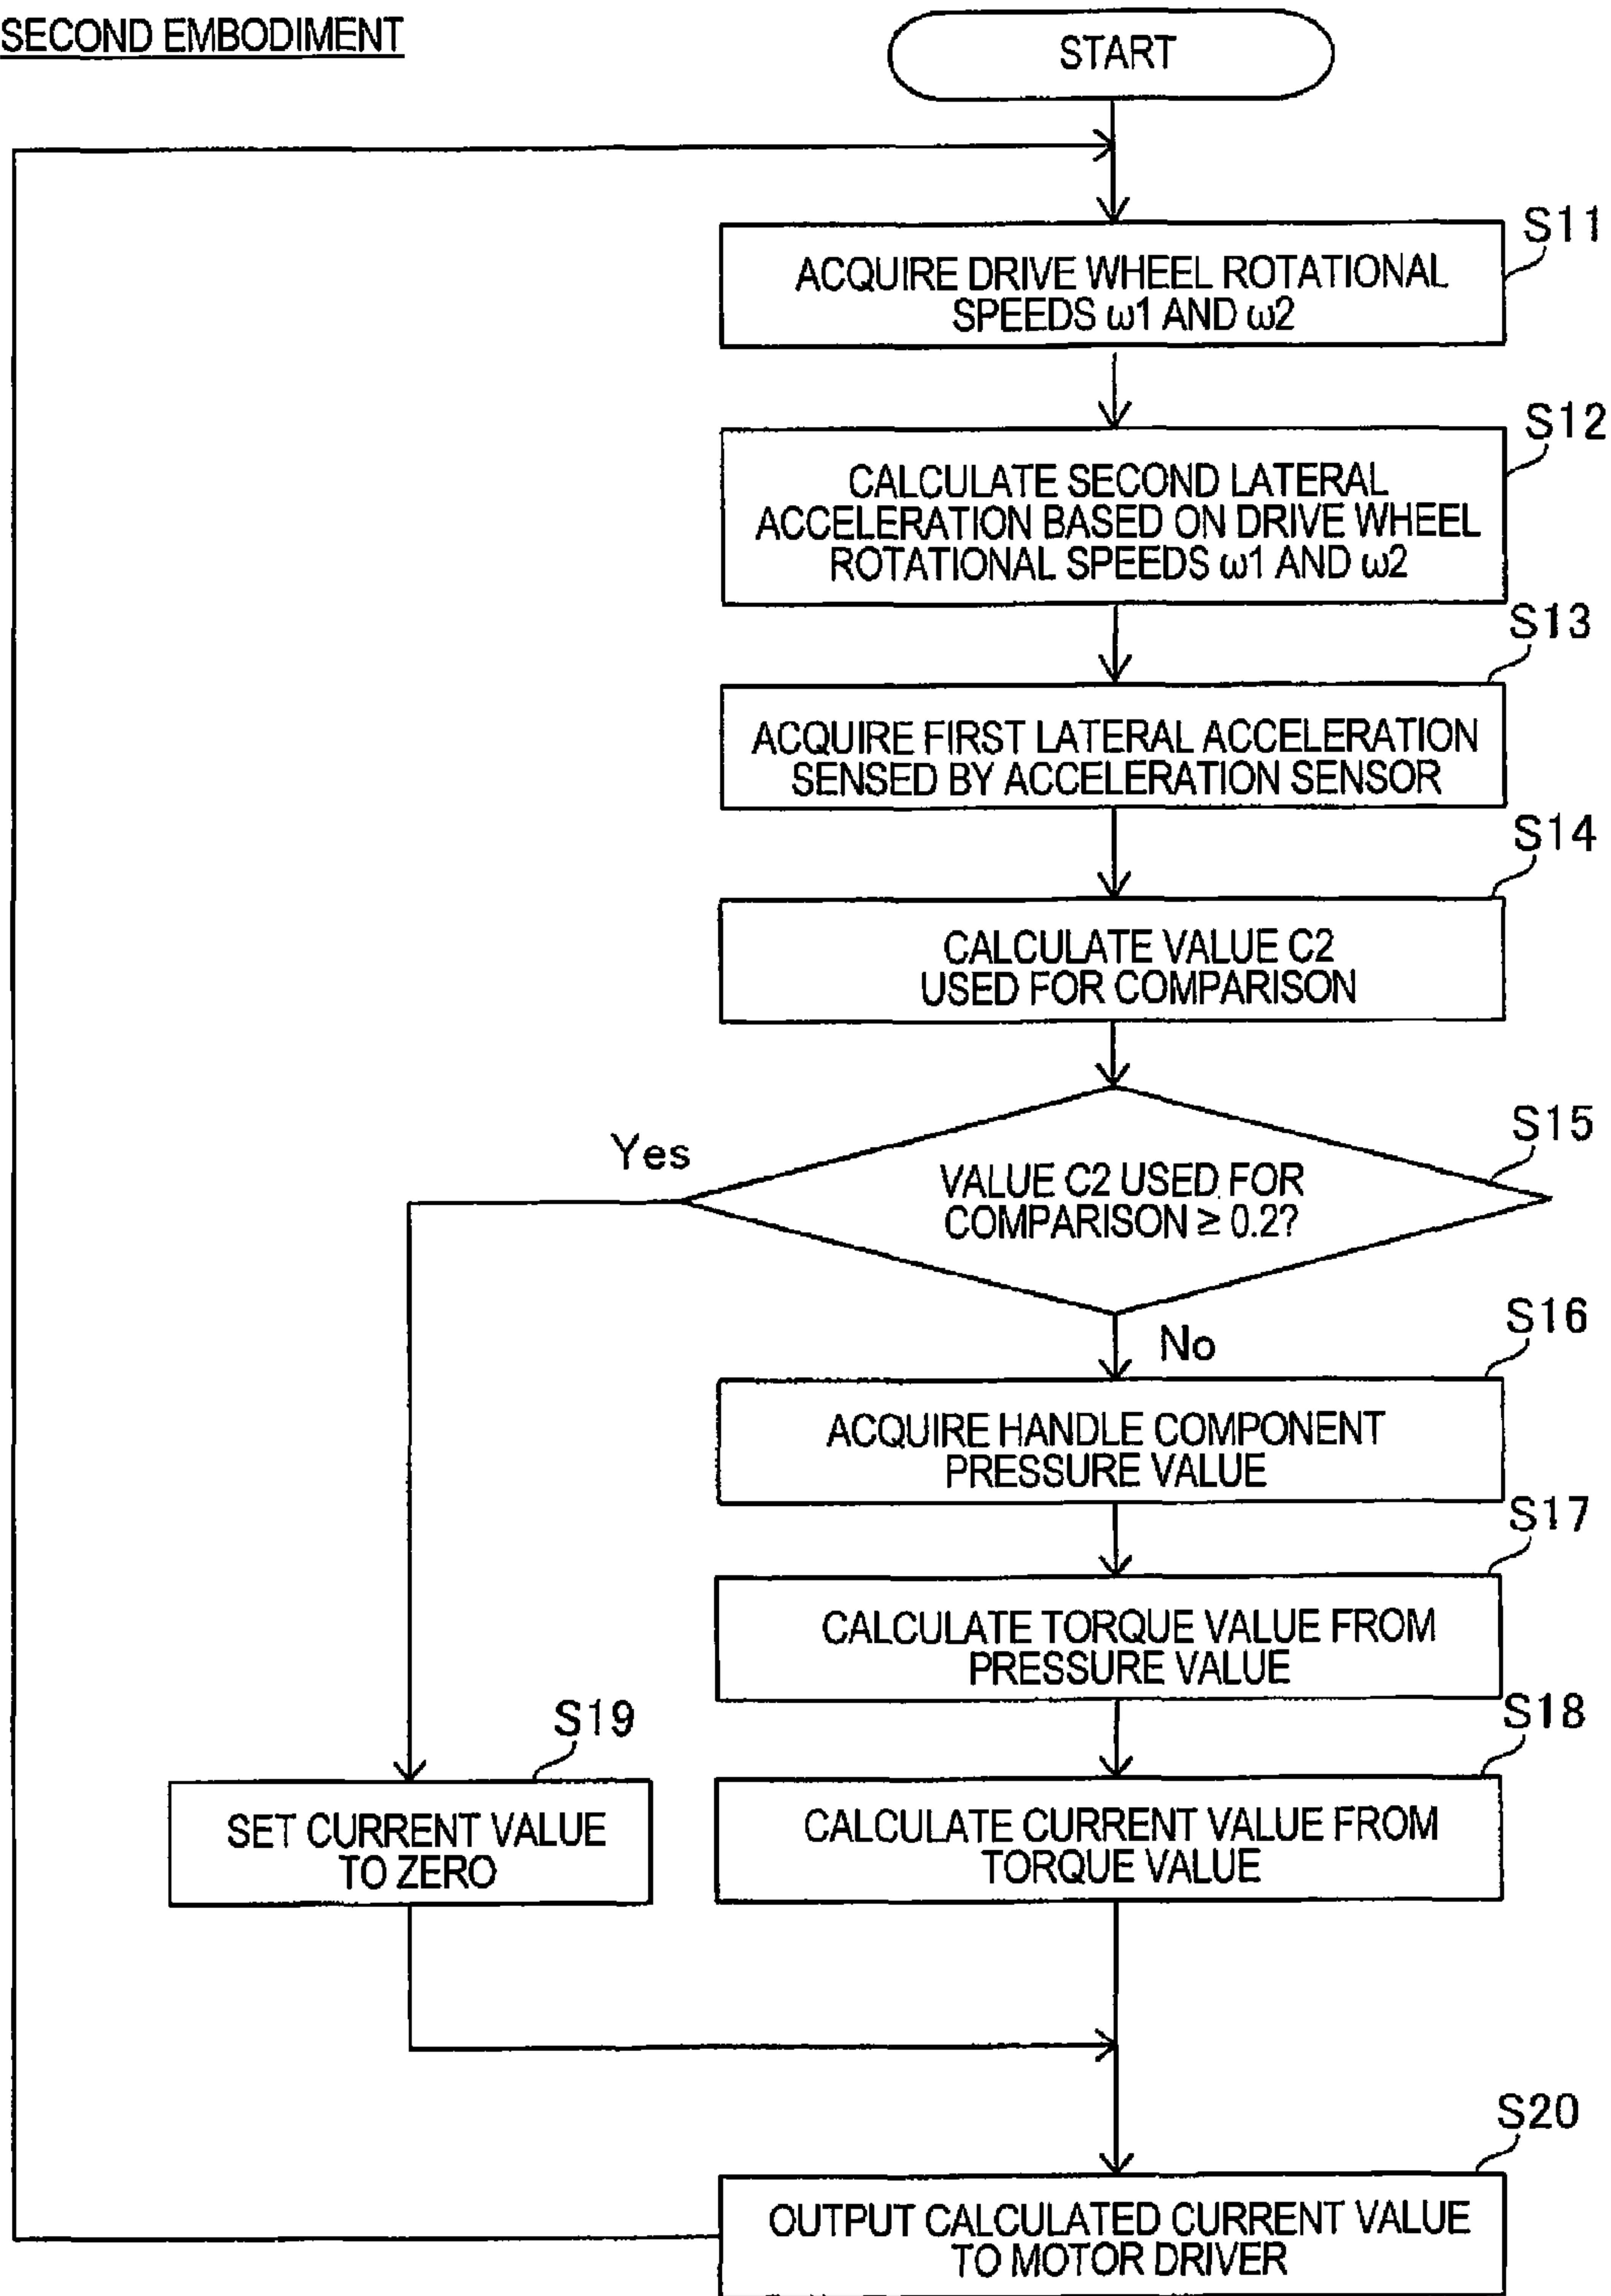 SECOND EMBODIMENT
START
S11
ACQUIRE DRIVE WHEEL ROTATIONAL
SPEEDS ω1 AND ω2
S12
CALCULATE SECOND LATERAL
ACCELERATION BASED ON DRIVE WHEEL
ROTATIONAL SPEEDS ω1 AND ω2
S13
ACQUIRE FIRST LATERAL ACCELERATION
SENSED BY ACCELERATION SENSOR
S14
CALCULATE VALUE C2
USED FOR COMPARISON
S15
Yes
VALUE C2 USED FOR
COMPARISON ≥ 0.2?
No
S16
ACQUIRE HANDLE COMPONENT
PRESSURE VALUE
S17
CALCULATE TORQUE VALUE FROM
PRESSURE VALUE
S18
CALCULATE CURRENT VALUE FROM
TORQUE VALUE
S19
SET CURRENT VALUE
TO ZERO
S20
OUTPUT CALCULATED CURRENT VALUE
TO MOTOR DRIVER